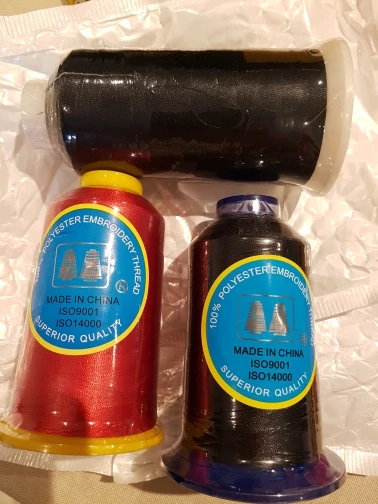 POLYESTER EMBROIDERY THREAD
®
MADE IN CHINA
ISO9001
ISO14000
SUPERIOR QUALITY
100% POLYESTER EMBROIDERY THREAD
MADE IN CHINA
ISO9001
ISO14000
SUPERIOR QUALITY